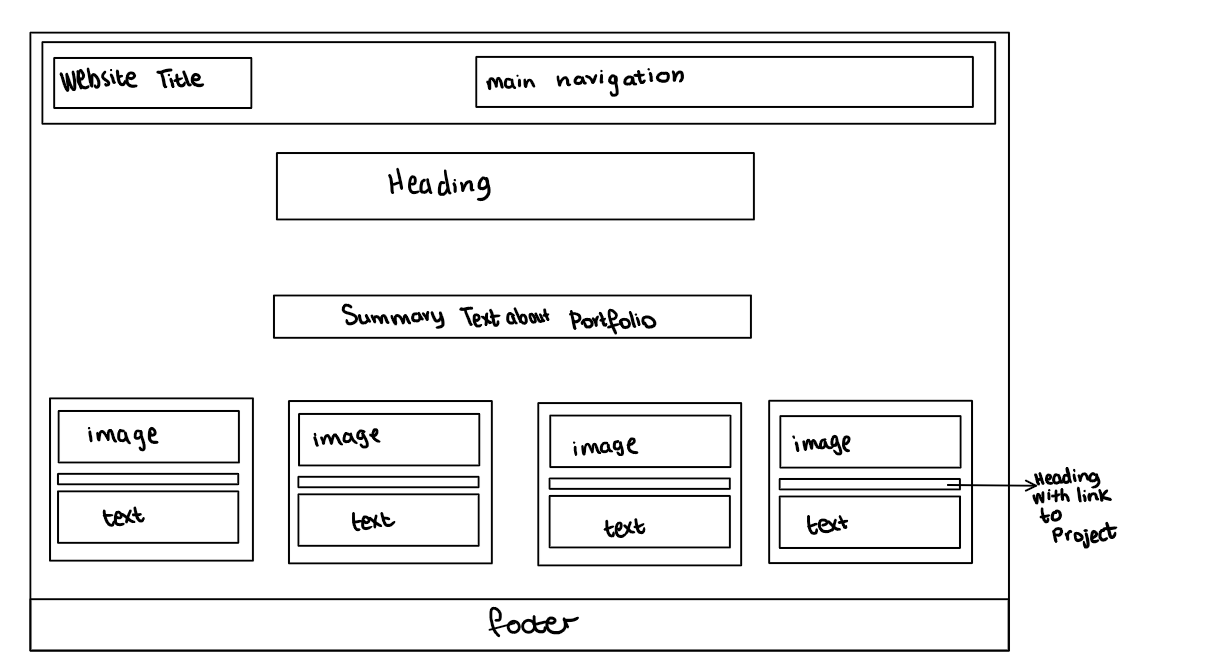 Website Title
main navigation
Heading
Summary Text about Portfolio
image
image
image
image
Heading
with link
to
Project
text
text
text
text
footer